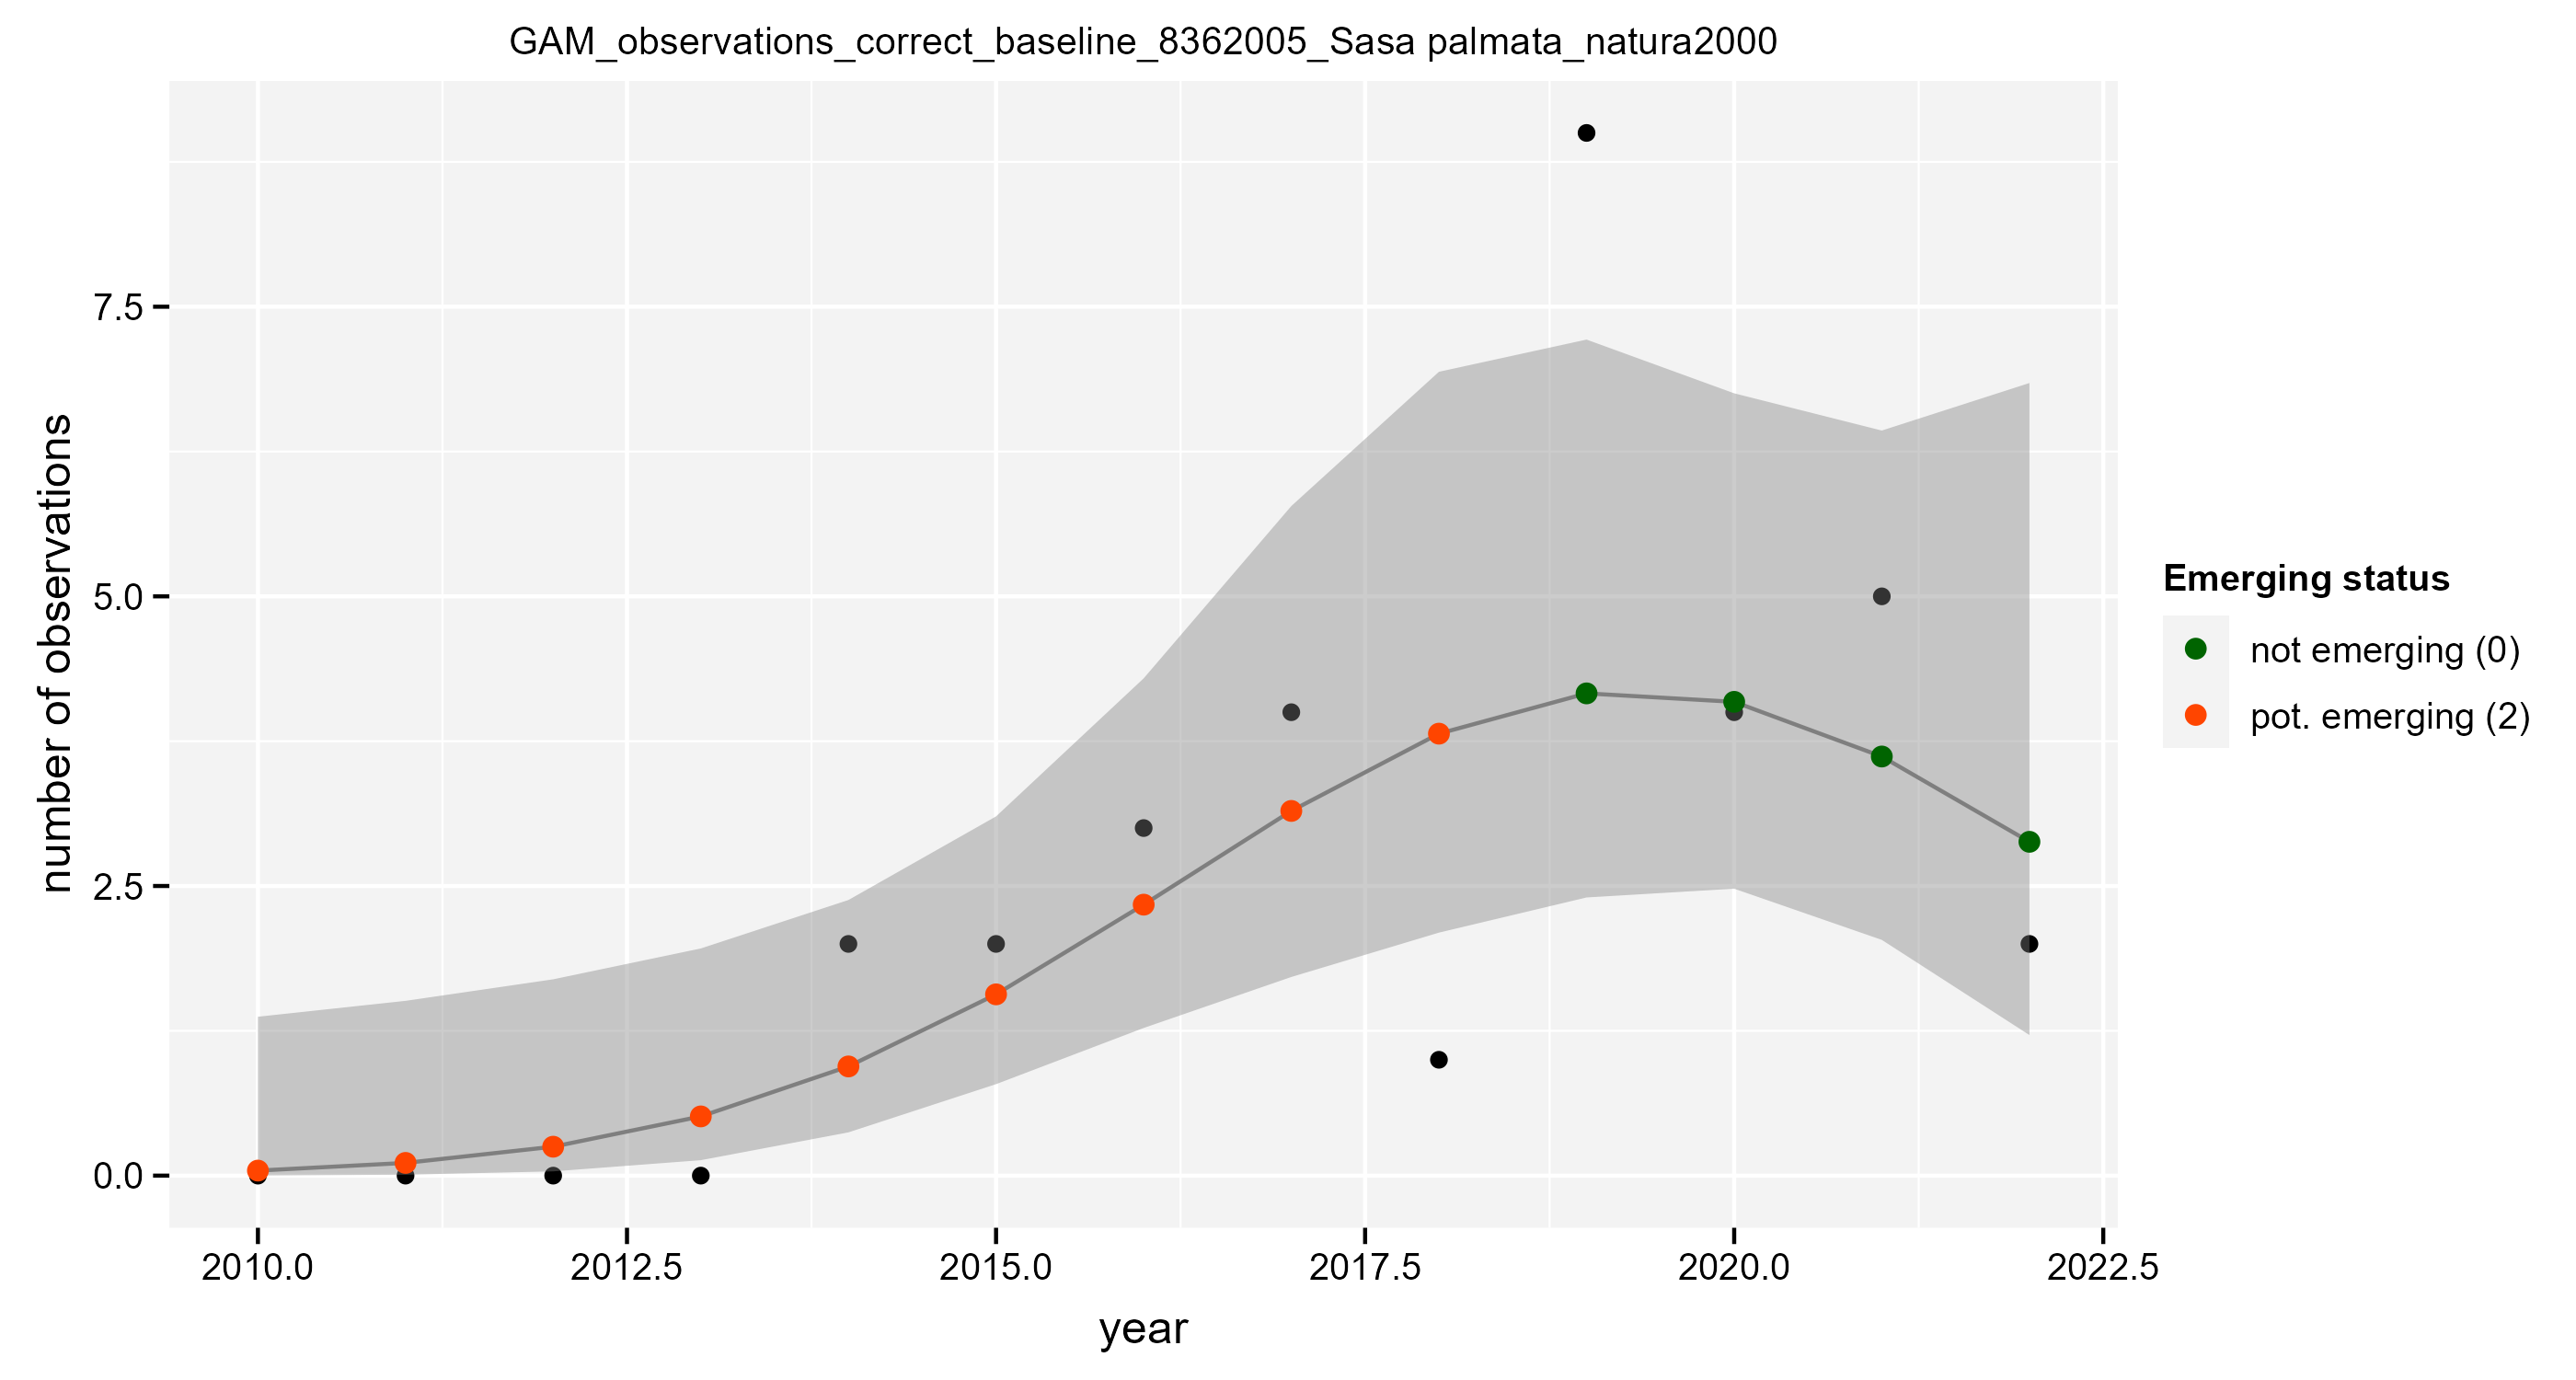 GAM_observations_correct_baseline_8362005_Sasa palmata_natura2000
number of observations
7.5
5.0
2.5
0.0
2010.0
2012.5
2015.0
2017.5
2020.0
2022.5
year
Emerging status
not emerging (0)
pot. emerging (2)